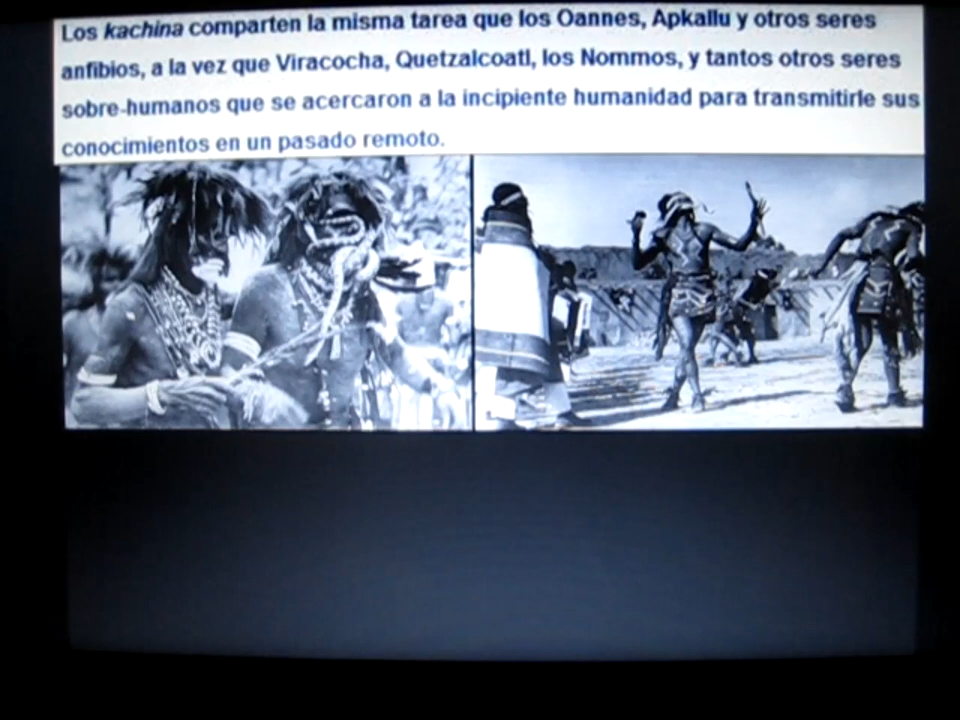 Los kachina comparten la misma tarea que los Oannes, Apkallu y otros seres
anfibios, a la vez que Viracocha, Quetzalcoatl, los Nommos, y tantos otros seres
sobre-humanos que se acercaron a la incipiente humanidad para transmitirle sus
conocimientos en un pasado remoto.